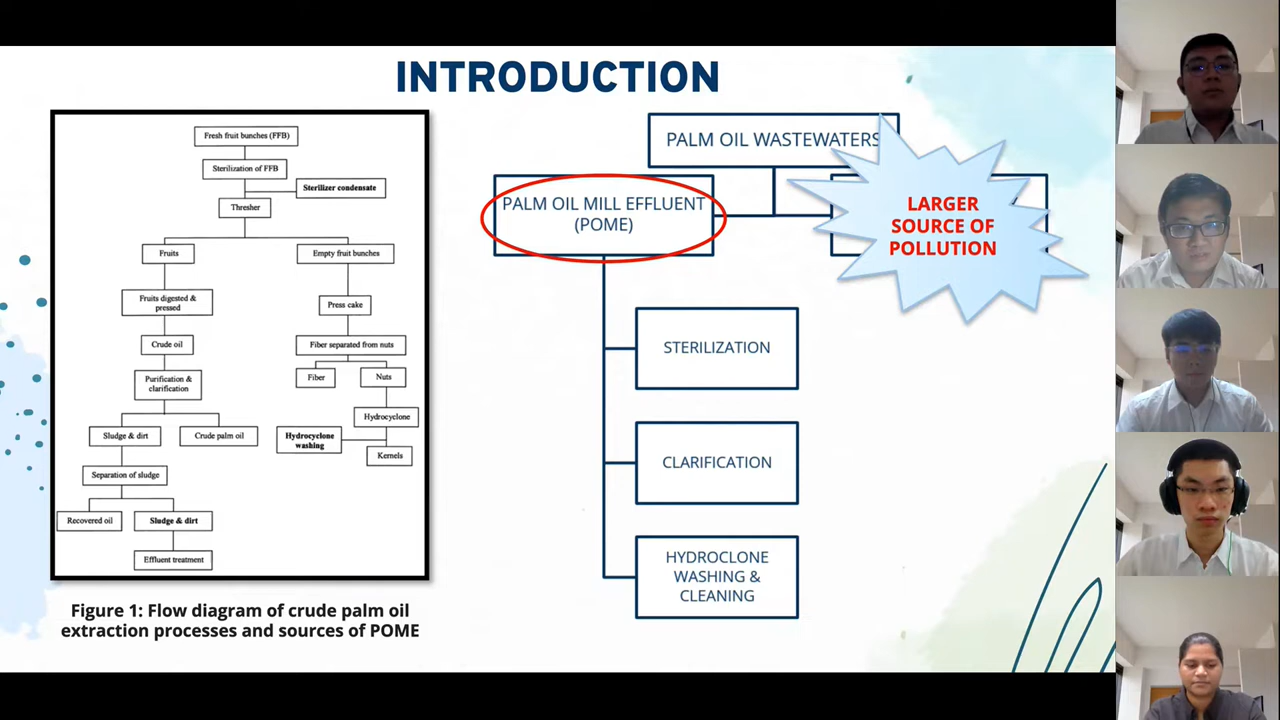 INTRODUCTION
Fresh fruit bunches (FFB)
Sterilization of FFB
Sterilizer condensate
Thresher
Fruits
Empty fruit bunches
Fruits digested &
pressed
Press cake
Crude oil
Fiber separated from nuts
Purification &
clarification
Fiber
Nuts
Hydrocyclone
Sludge & dirt
Crude palm oil
Hydrocyclone
washing
Kernels
Separation of sludge
Recovered oil
Sludge & dirt
Effluent treatment
Figure 1: Flow diagram of crude palm oil
extraction processes and sources of POME
PALM OIL WASTEWATERS
PALM OIL MILL EFFLUENT
(POME)
LARGER
SOURCE OF
POLLUTION
STERILIZATION
CLARIFICATION
HYDROCLONE
WASHING &
CLEANING